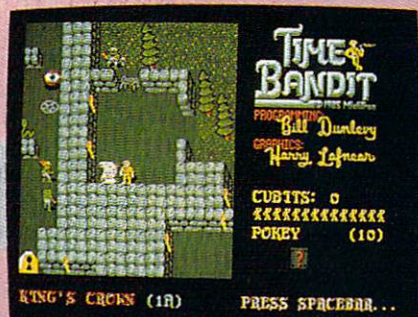 TIME
BANDIT
PROGRAMMING:
Bill Dunlevy
GRAPHICS:
Harry Lafnear
CUBITS: 0
POKEY (10)
?
KING'S CROWN (1A)
PRESS SPACEBAR...